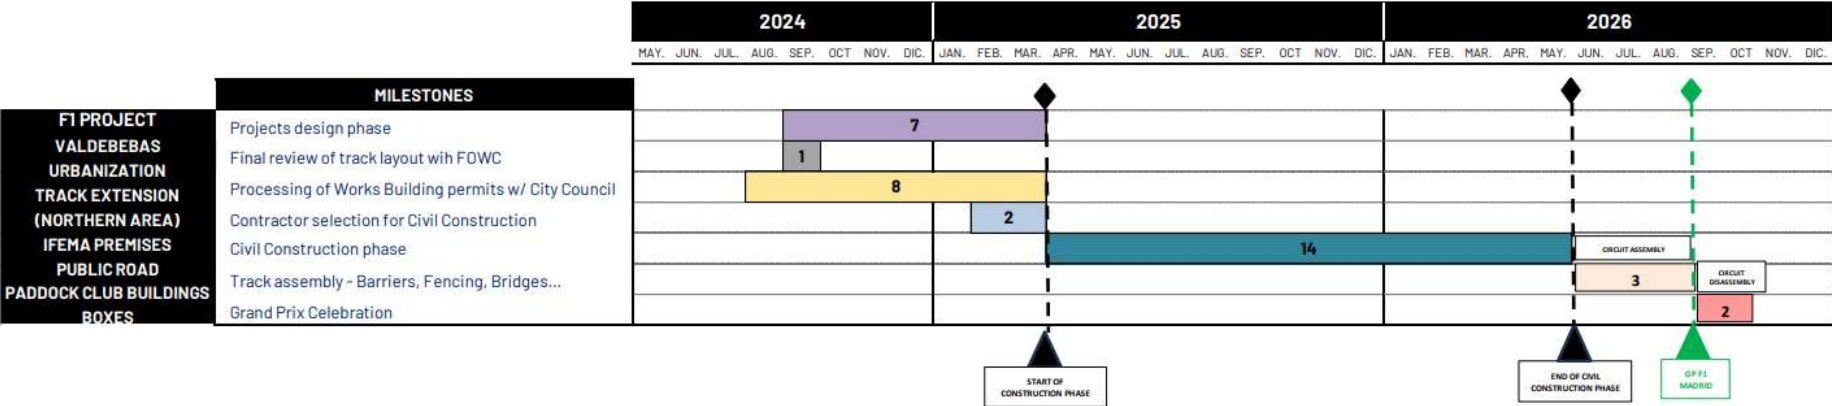 2024 2025 2026
MAY. JUN. JUL. AUG. SEP. OCT NOV. DIC. JAN. FEB. MAR. APR. MAY. JUN. JUL. AUG. SEP. OCT NOV. DIC. JAN. FEB. MAR. APR. MAY. JUN. JUL. AUG. SEP. OCT NOV. DIC.
MILESTONES
F1 PROJECT
VALDEBEBAS
URBANIZATION
TRACK EXTENSION
(NORTHERN AREA)
IFEMA PREMISES
PUBLIC ROAD
PADDOCK CLUB BUILDINGS
BOXES
Projects design phase
7
Final review of track layout wih FOWC
1
Processing of Works Building permits w/ City Council
8
Contractor selection for Civil Construction
2
Civil Construction phase
14
CIRCUIT ASSEMBLY
Track assembly - Barriers, Fencing, Bridges...
3
CIRCUIT
DISASSEMBLY
Grand Prix Celebration
2
START OF
CONSTRUCTION PHASE
END OF CIVIL
CONSTRUCTION PHASE
GP F1
MADRID